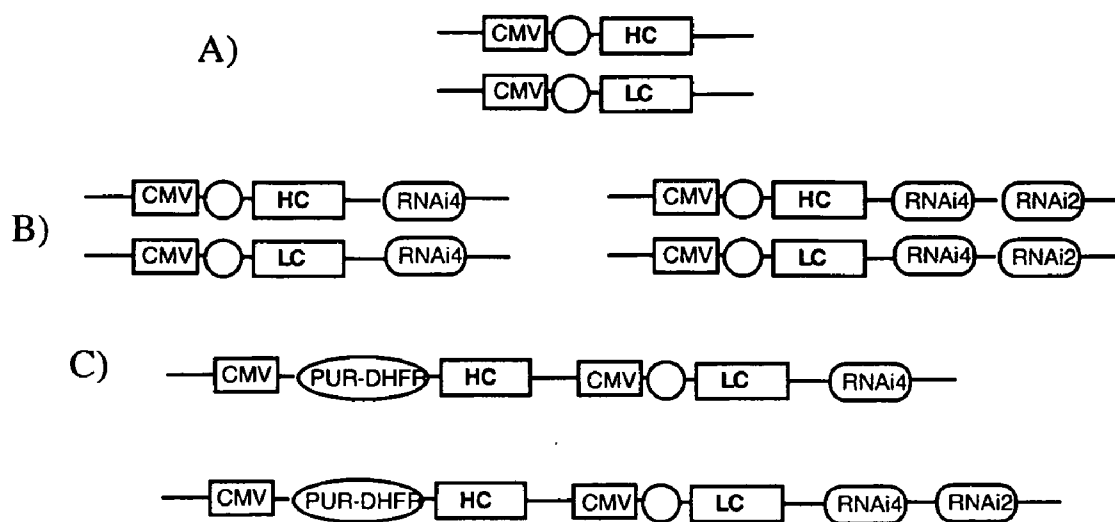 A)
CMV HC
CMV LC
B)
CMV HC RNAi4 CMV HC RNAi4 RNAi2
CMV LC RNAi4 CMV LC RNAi4 RNAi2
C)
CMV PUR-DHFR HC CMV LC RNAi4
CMV PUR-DHFR HC CMV LC RNAi4 RNAi2